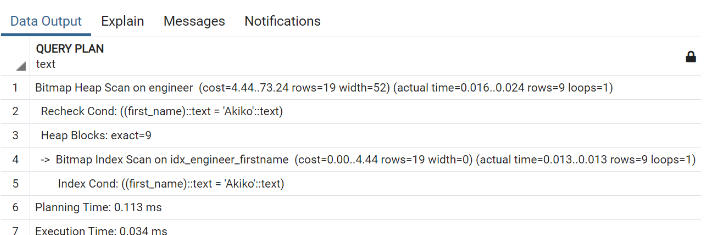 Data Output Explain Messages Notifications
QUERY PLAN
text
1 Bitmap Heap Scan on engineer (cost=4.44..73.24 rows=19 width=52) (actual time=0.016..0.024 rows=9 loops=1)
2 Recheck Cond: ((first_name)::text = 'Akiko'::text)
3 Heap Blocks: exact=9
4 -> Bitmap Index Scan on idx_engineer_firstname (cost=0.00..4.44 rows=19 width=0) (actual time=0.013..0.013 rows=9 loops=1)
5 Index Cond: ((first_name)::text = 'Akiko'::text)
6 Planning Time: 0.113 ms
7 Execution Time: 0.034 ms